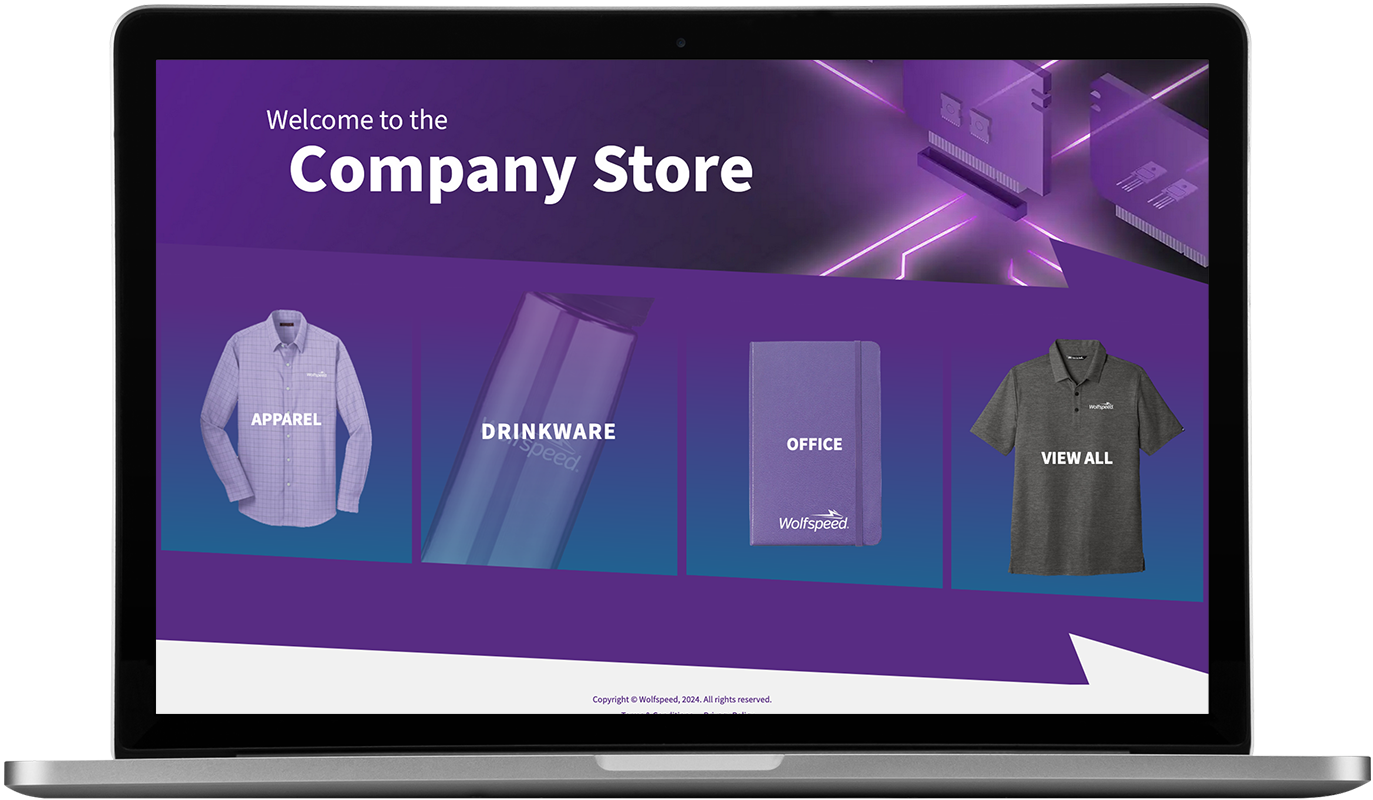 Welcome to the
Company Store
Wolfspeed
APPAREL
DRINKWARE
Wolfspeed.
OFFICE
Wolfspeed.
Wolfspeed
VIEW ALL
Copyright © Wolfspeed, 2024. All rights reserved.